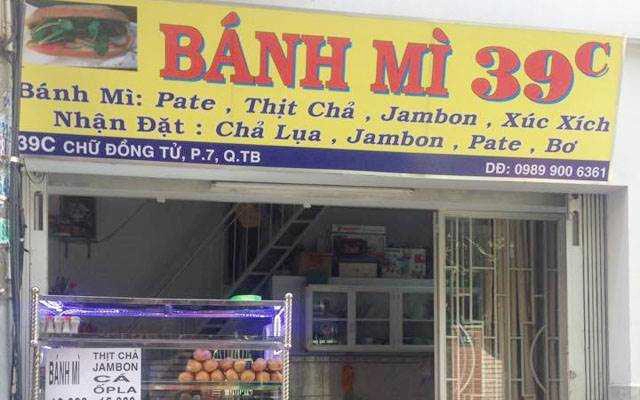 BÁNH MÌ 39C
Bánh Mì: Pate , Thịt Chả , Jambon , Xúc Xích
Nhận Đặt : Chả Lụa , Jambon , Pate , Bơ
39C CHỮ ĐỒNG TỬ, P.7, Q.TB
DĐ: 0989 900 6361
BÁNH MÌ
THỊT CHẢ
JAMBON
CÁ
ỐPLA